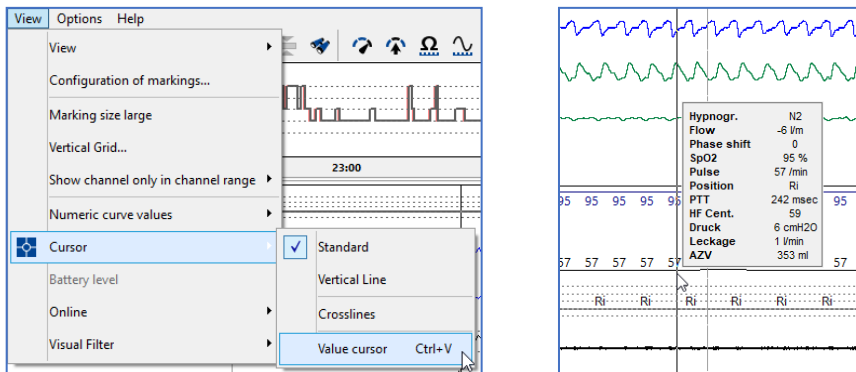 View Options Help
View
Configuration of markings...
Marking size large
Vertical Grid...
23:00
Show channel only in channel range
Numeric curve values
Cursor
Standard
Battery level
Vertical Line
Online
Crosslines
Visual Filter
Value cursor Ctrl+V
Hypnogr. N2
Flow -6 l/m
Phase shift 0
SpO2 95 %
Pulse 57 /min
Position Ri
95 95 95 95 95 PTT 242 msec 95
HF Cent. 59
Druck 6 cmH2O
Leckage 1 l/min
AZV 353 ml
57 57 57 57 57 57
Ri Ri Ri Ri Ri Ri